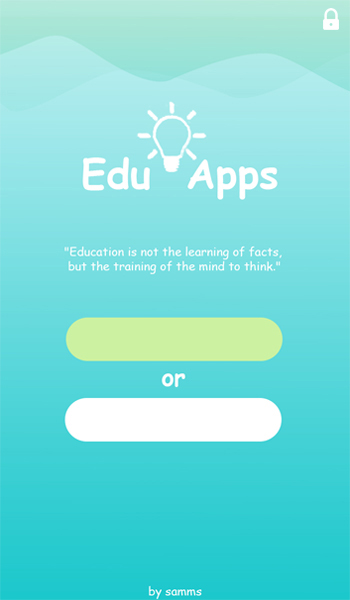 Edu Apps
"Education is not the learning of facts,
but the training of the mind to think."
or
by samms